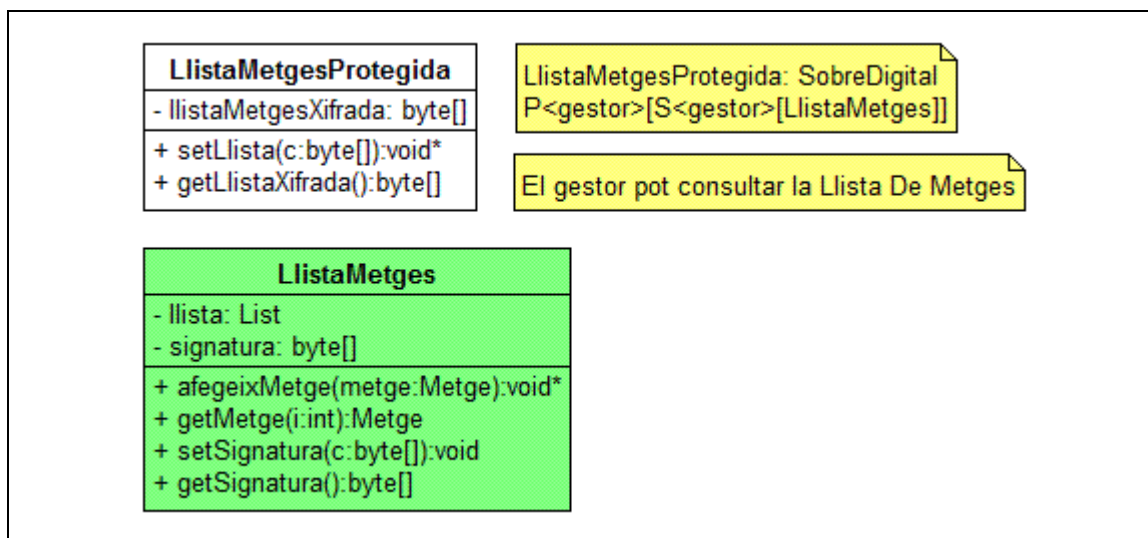 LlistaMetgesProtegida
- llistaMetgesXifrada: byte[]
+ setLlista(c:byte[]):void*
+ getLlistaXifrada():byte[]
LlistaMetgesProtegida: SobreDigital
P<gestor>[S<gestor>[LlistaMetges]]
El gestor pot consultar la Llista De Metges
LlistaMetges
- llista: List
- signatura: byte[]
+ afegeixMetge(metge:Metge):void*
+ getMetge(i:int):Metge
+ setSignatura(c:byte[]):void
+ getSignatura():byte[]